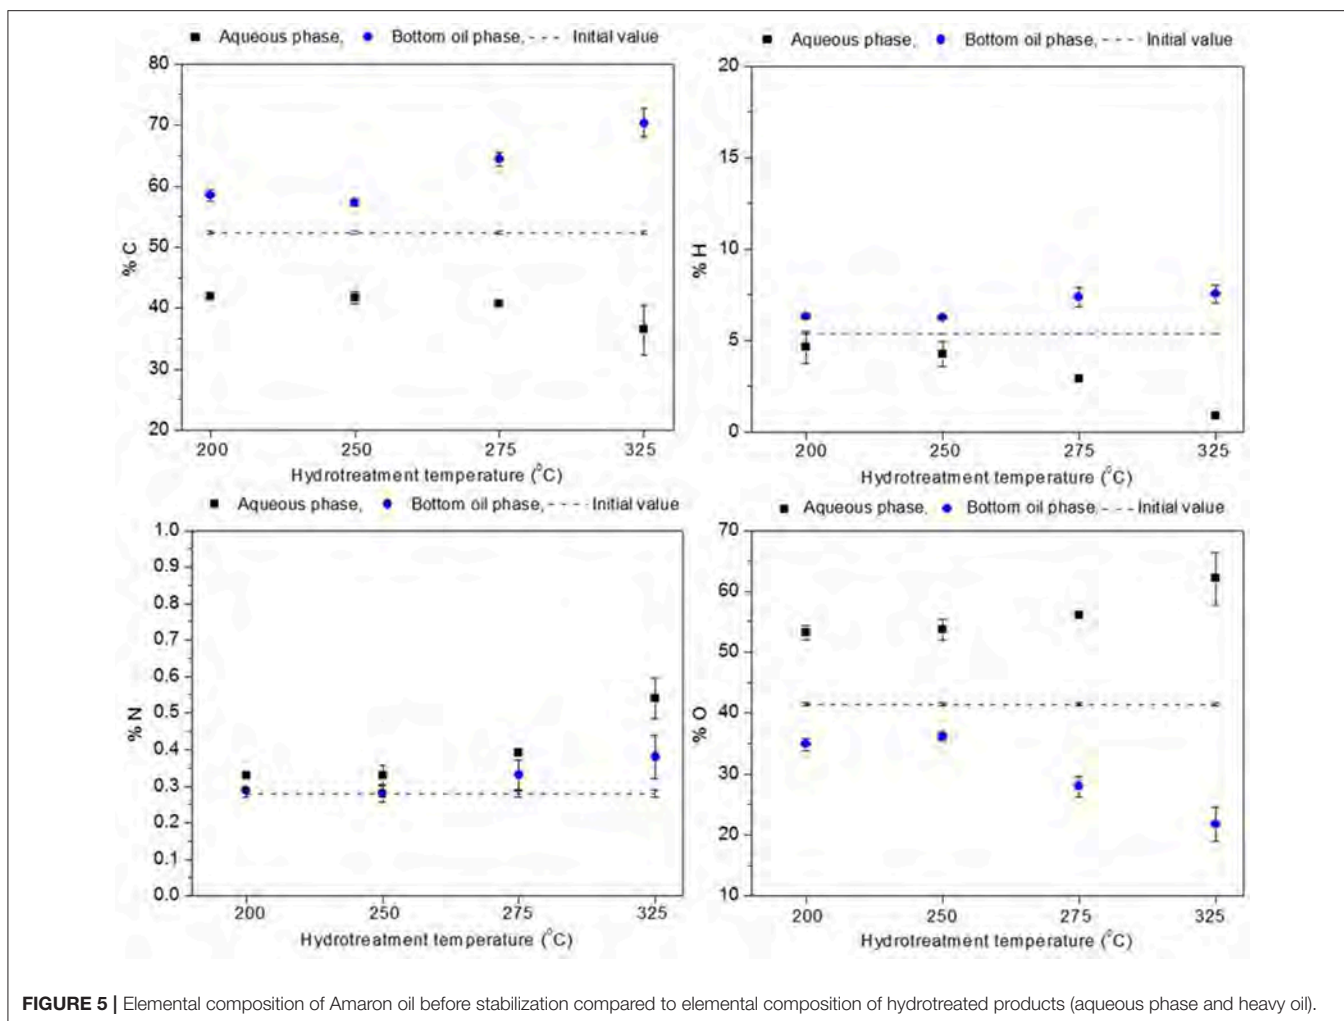 Aqueous phase, Bottom oil phase, Initial value
80
70
60
50
40
30
20
% C
200 250 275 325
Hydrotreatment temperature (°C)
Aqueous phase, Bottom oil phase, Initial value
20
15
10
5
0
% H
200 250 275 325
Hydrotreatment temperature (°C)
Aqueous phase, Bottom oil phase, Initial value
1.0
0.9
0.8
0.7
0.6
0.5
0.4
0.3
0.2
0.1
0.0
% N
200 250 275 325
Hydrotreatment temperature (°C)
Aqueous phase, Bottom oil phase, Initial value
70
60
50
40
30
20
10
% O
200 250 275 325
Hydrotreatment temperature (°C)
FIGURE 5 | Elemental composition of Amaron oil before stabilization compared to elemental composition of hydrotreated products (aqueous phase and heavy oil).